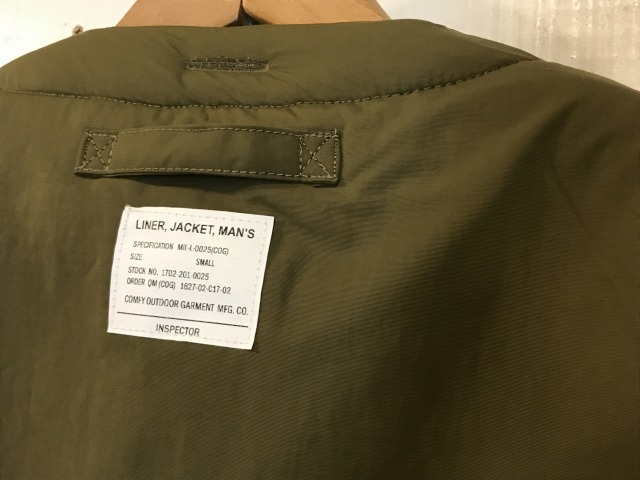 LINER, JACKET, MAN'S
SPECIFICATION MIL-L-0025(COG)
SIZE SMALL
STOCK NO. 1702-201-0025
ORDER QM (COG) 1627-02-C17-02
COMFY OUTDOOR GARMENT MFG. CO.
INSPECTOR